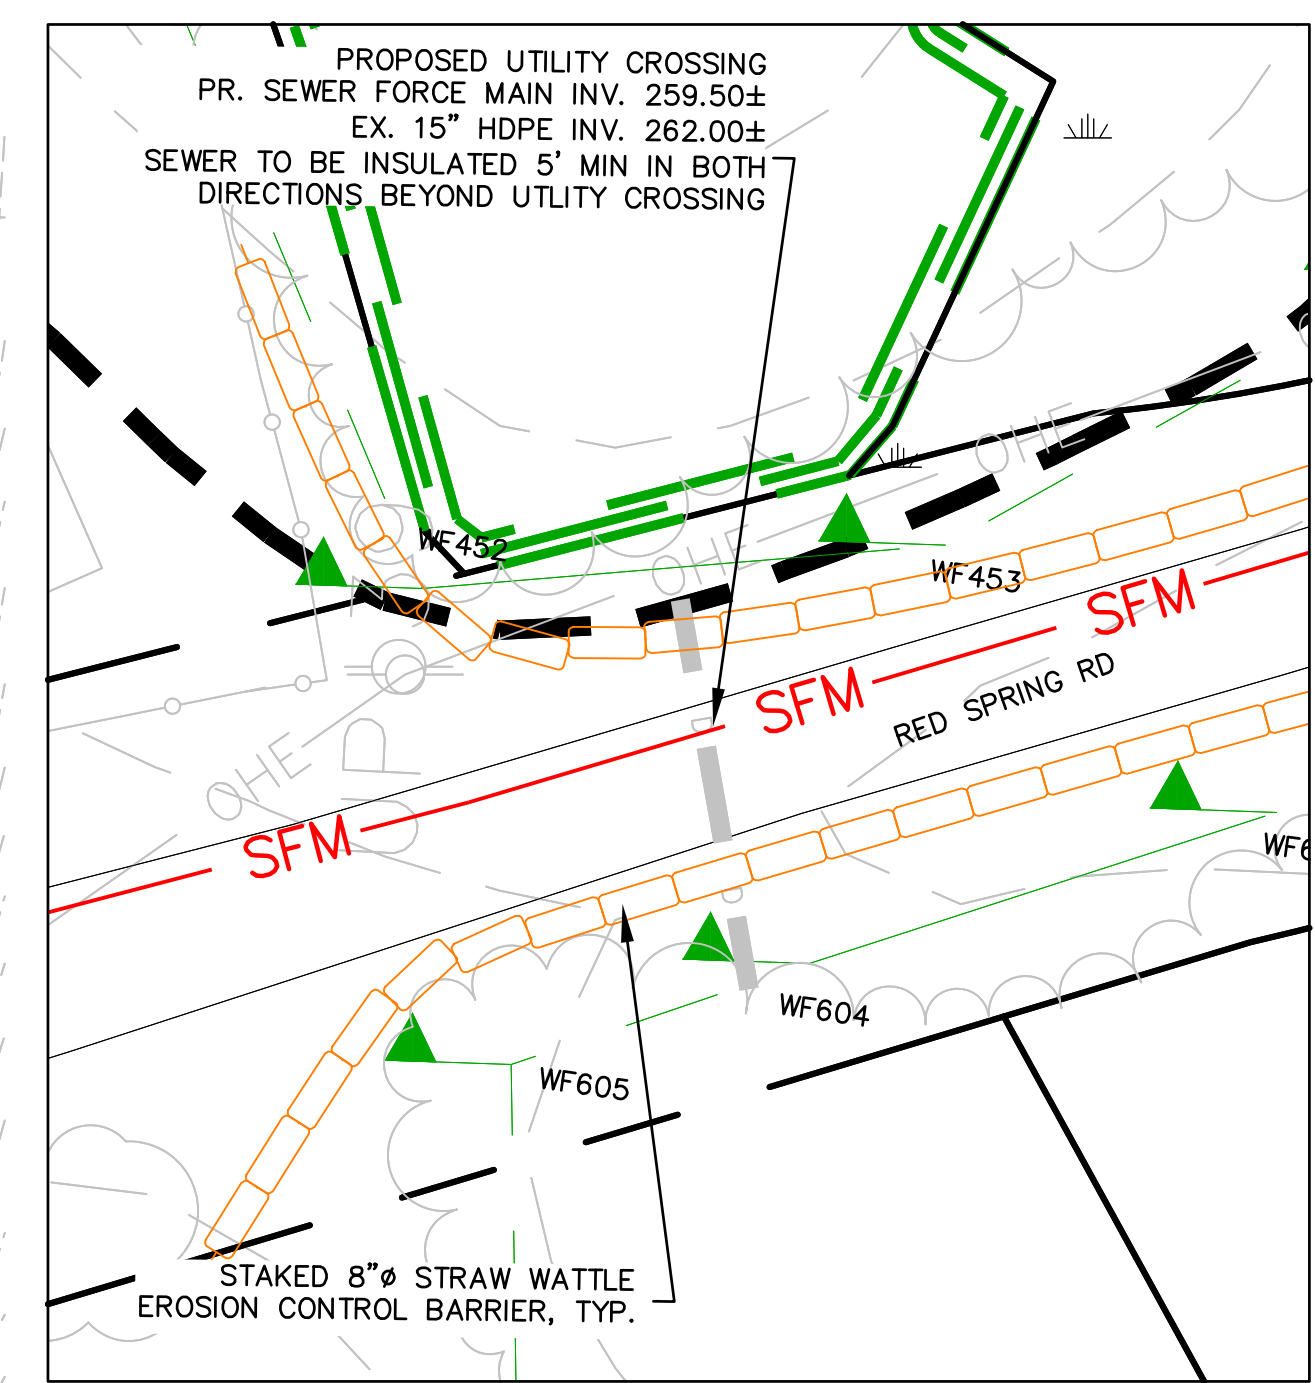 PROPOSED UTILITY CROSSING
PR. SEWER FORCE MAIN INV. 259.50±
EX. 15" HDPE INV. 262.00±
SEWER TO BE INSULATED 5' MIN IN BOTH
DIRECTIONS BEYOND UTLITY CROSSING
OHE
WF452
OHE
WF453
SFM
SFM
RED SPRING RD
OHE
D
SFM
WF6
WF604
WF605
STAKED 8"ø STRAW WATTLE
EROSION CONTROL BARRIER, TYP.